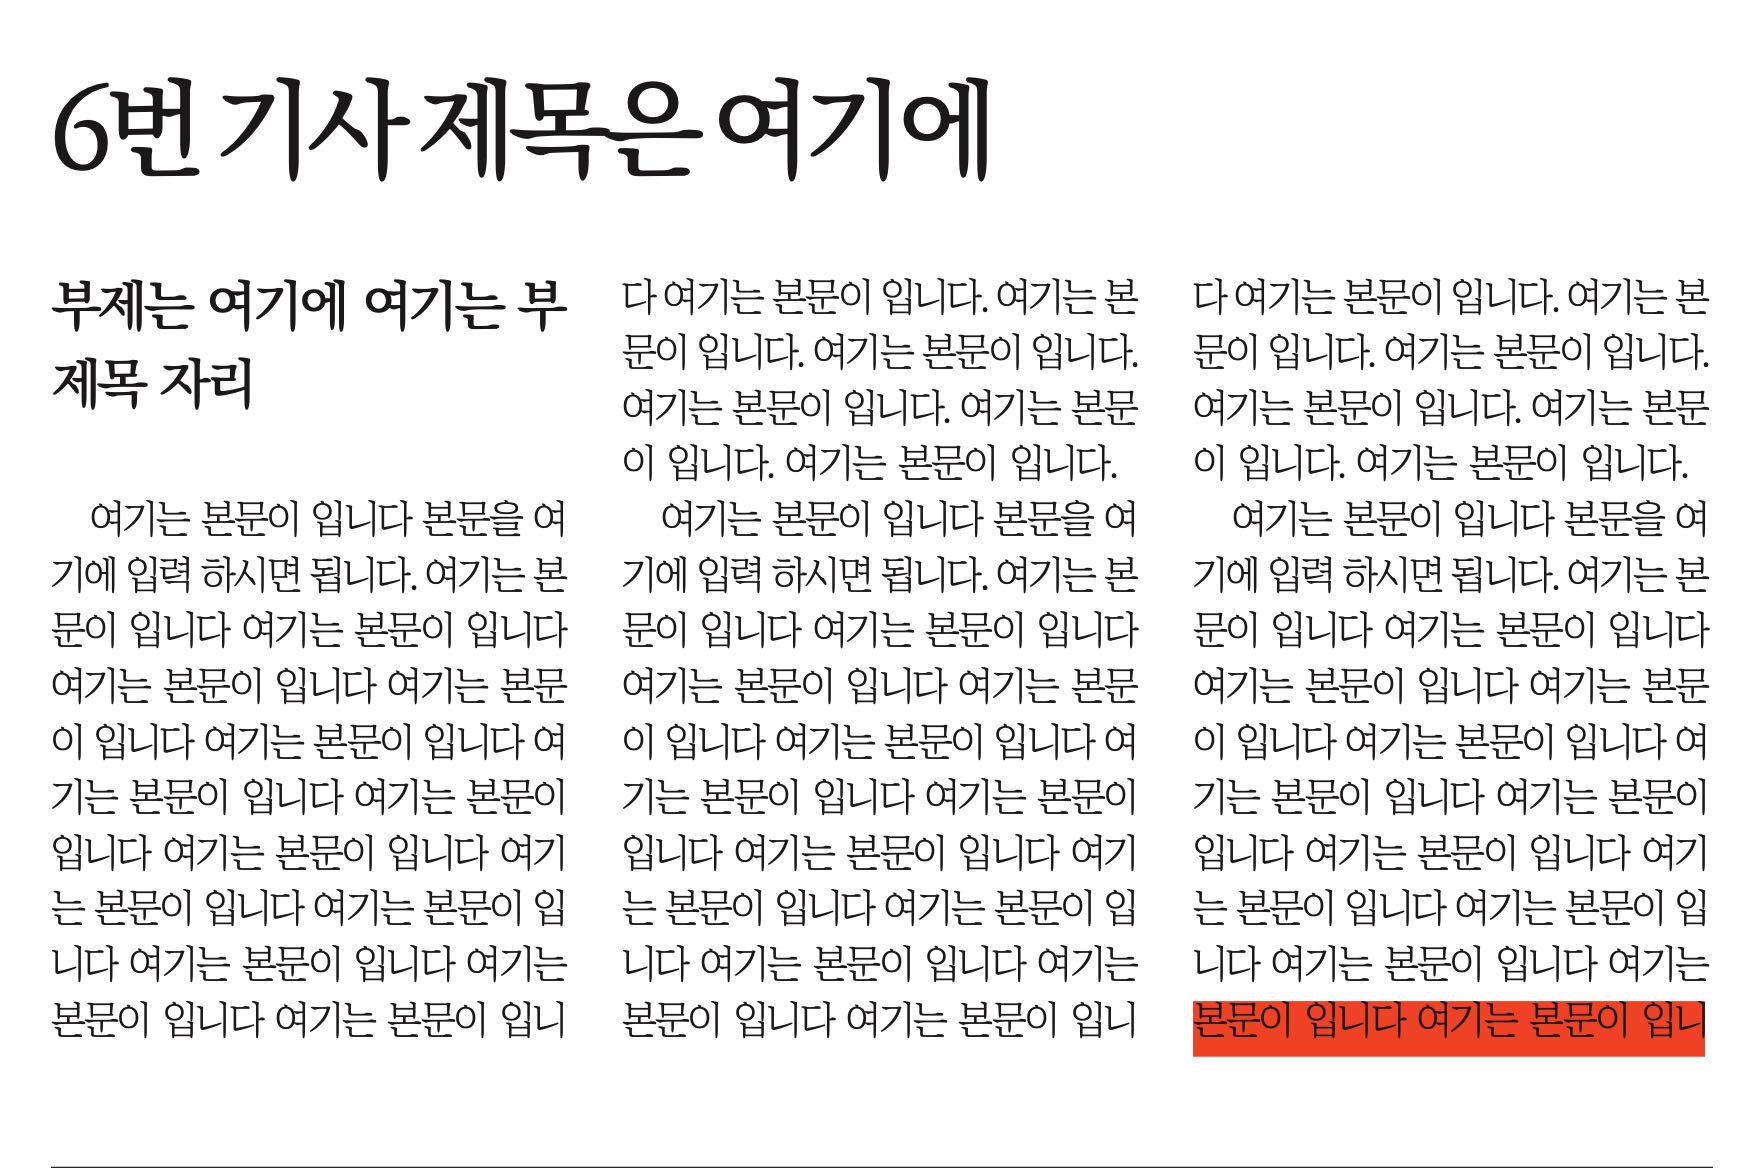 6번 기사 제목은 여기에
부제는 여기에 여기는 부
제목 자리
여기는 본문이 입니다 본문을 여
기에 입력 하시면 됩니다. 여기는 본
문이 입니다 여기는 본문이 입니다
여기는 본문이 입니다 여기는 본문
이 입니다 여기는 본문이 입니다 여
기는 본문이 입니다 여기는 본문이
입니다 여기는 본문이 입니다 여기
는 본문이 입니다 여기는 본문이 입
니다 여기는 본문이 입니다 여기는
본문이 입니다 여기는 본문이 입니
다 여기는 본문이 입니다. 여기는 본
문이 입니다. 여기는 본문이 입니다.
여기는 본문이 입니다. 여기는 본문
이 입니다. 여기는 본문이 입니다.
여기는 본문이 입니다 본문을 여
기에 입력 하시면 됩니다. 여기는 본
문이 입니다 여기는 본문이 입니다
여기는 본문이 입니다 여기는 본문
이 입니다 여기는 본문이 입니다 여
기는 본문이 입니다 여기는 본문이
입니다 여기는 본문이 입니다 여기
는 본문이 입니다 여기는 본문이 입
니다 여기는 본문이 입니다 여기는
본문이 입니다 여기는 본문이 입니
다 여기는 본문이 입니다. 여기는 본
문이 입니다. 여기는 본문이 입니다.
여기는 본문이 입니다. 여기는 본문
이 입니다. 여기는 본문이 입니다.
여기는 본문이 입니다 본문을 여
기에 입력 하시면 됩니다. 여기는 본
문이 입니다 여기는 본문이 입니다
여기는 본문이 입니다 여기는 본문
이 입니다 여기는 본문이 입니다 여
기는 본문이 입니다 여기는 본문이
입니다 여기는 본문이 입니다 여기
는 본문이 입니다 여기는 본문이 입
니다 여기는 본문이 입니다 여기는
본문이 입니다 여기는 본문이 입니